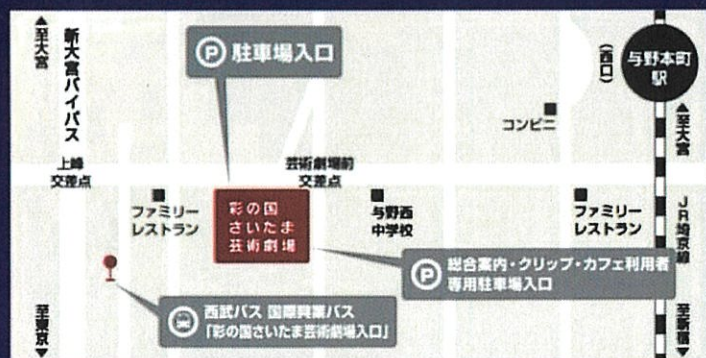 ▲至大宮
新大宮バイパス
Ⓟ 駐車場入口
(西口)
与野本町
駅
コンビニ
▲至大宮
上峰
交差点
芸術劇場前
交差点
ファミリー
レストラン
彩の国
さいたま
芸術劇場
与野西
中学校
ファミリー
レストラン
JR埼京線
Ⓟ 総合案内・クリップ・カフェ利用者
専用駐車場入口
西武バス 国際興業バス
「彩の国さいたま芸術劇場入口」
至東京▼
至新宿▼